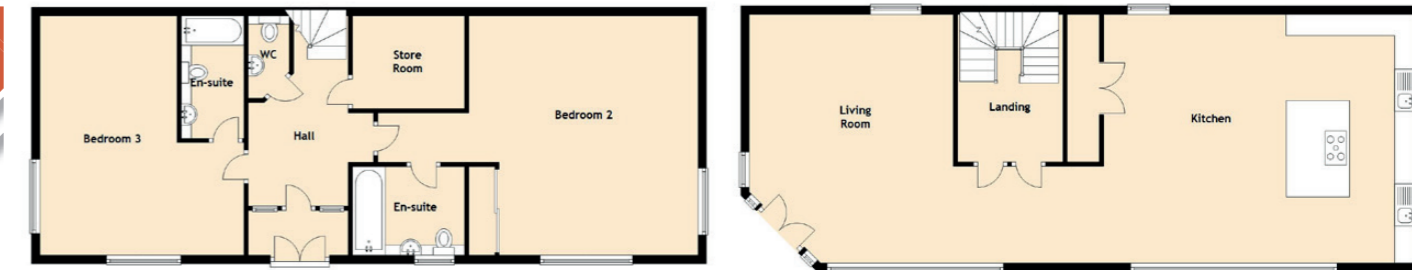 WC
En-suite
Store
Room
Bedroom 3
Hall
Bedroom 2
En-suite
Living
Room
Landing
Kitchen